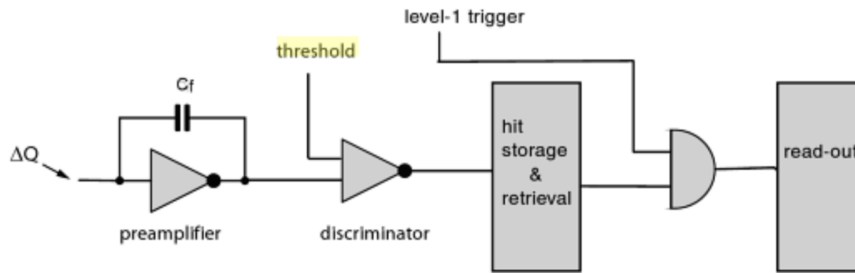 level-1 trigger
threshold
Cf
ΔQ
hit
storage
&
retrieval
read-out
preamplifier
discriminator